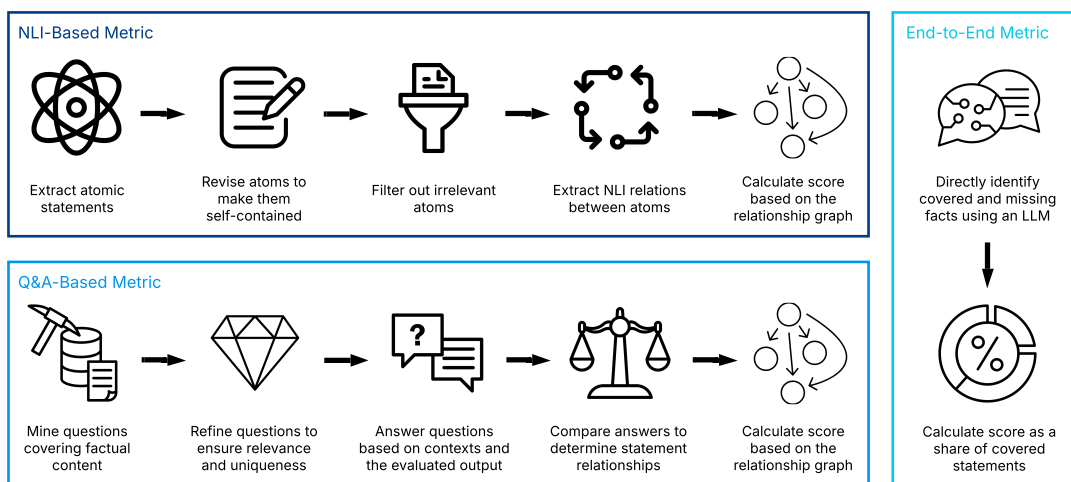 NLI-Based Metric
Extract atomic
statements
Revise atoms to
make them
self-contained
Filter out irrelevant
atoms
Extract NLI relations
between atoms
Calculate score
based on the
relationship graph
Q&A-Based Metric
?
Mine questions
covering factual
content
Refine questions to
ensure relevance
and uniqueness
Answer questions
based on contexts and
the evaluated output
Compare answers to
determine statement
relationships
Calculate score
based on the
relationship graph
End-to-End Metric
Directly identify
covered and missing
facts using an LLM
%
Calculate score as a
share of covered
statements